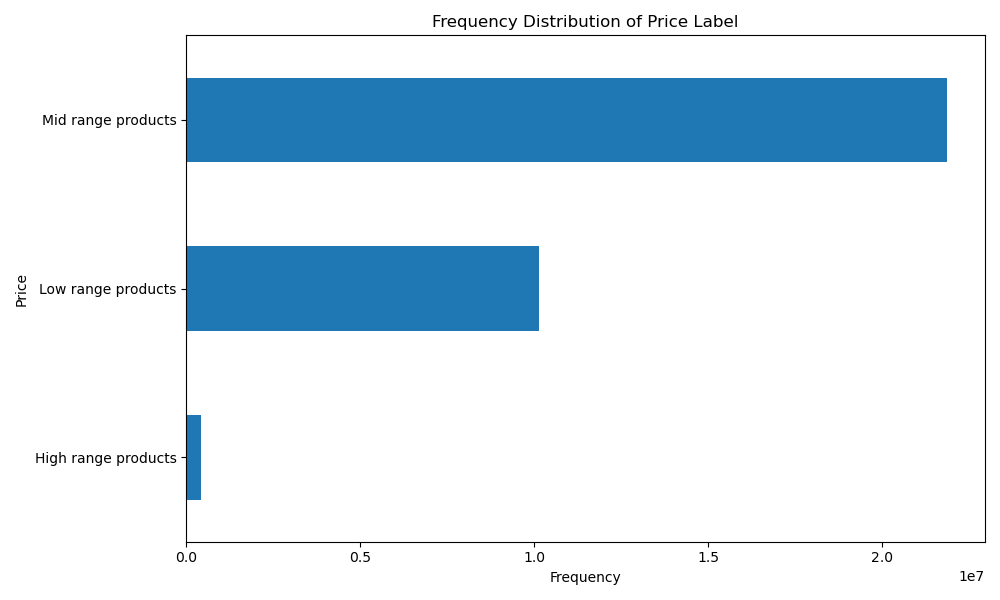 Frequency Distribution of Price Label
Mid range products
Low range products
High range products
Price
0.0 0.5 1.0 1.5 2.0
1e7
Frequency